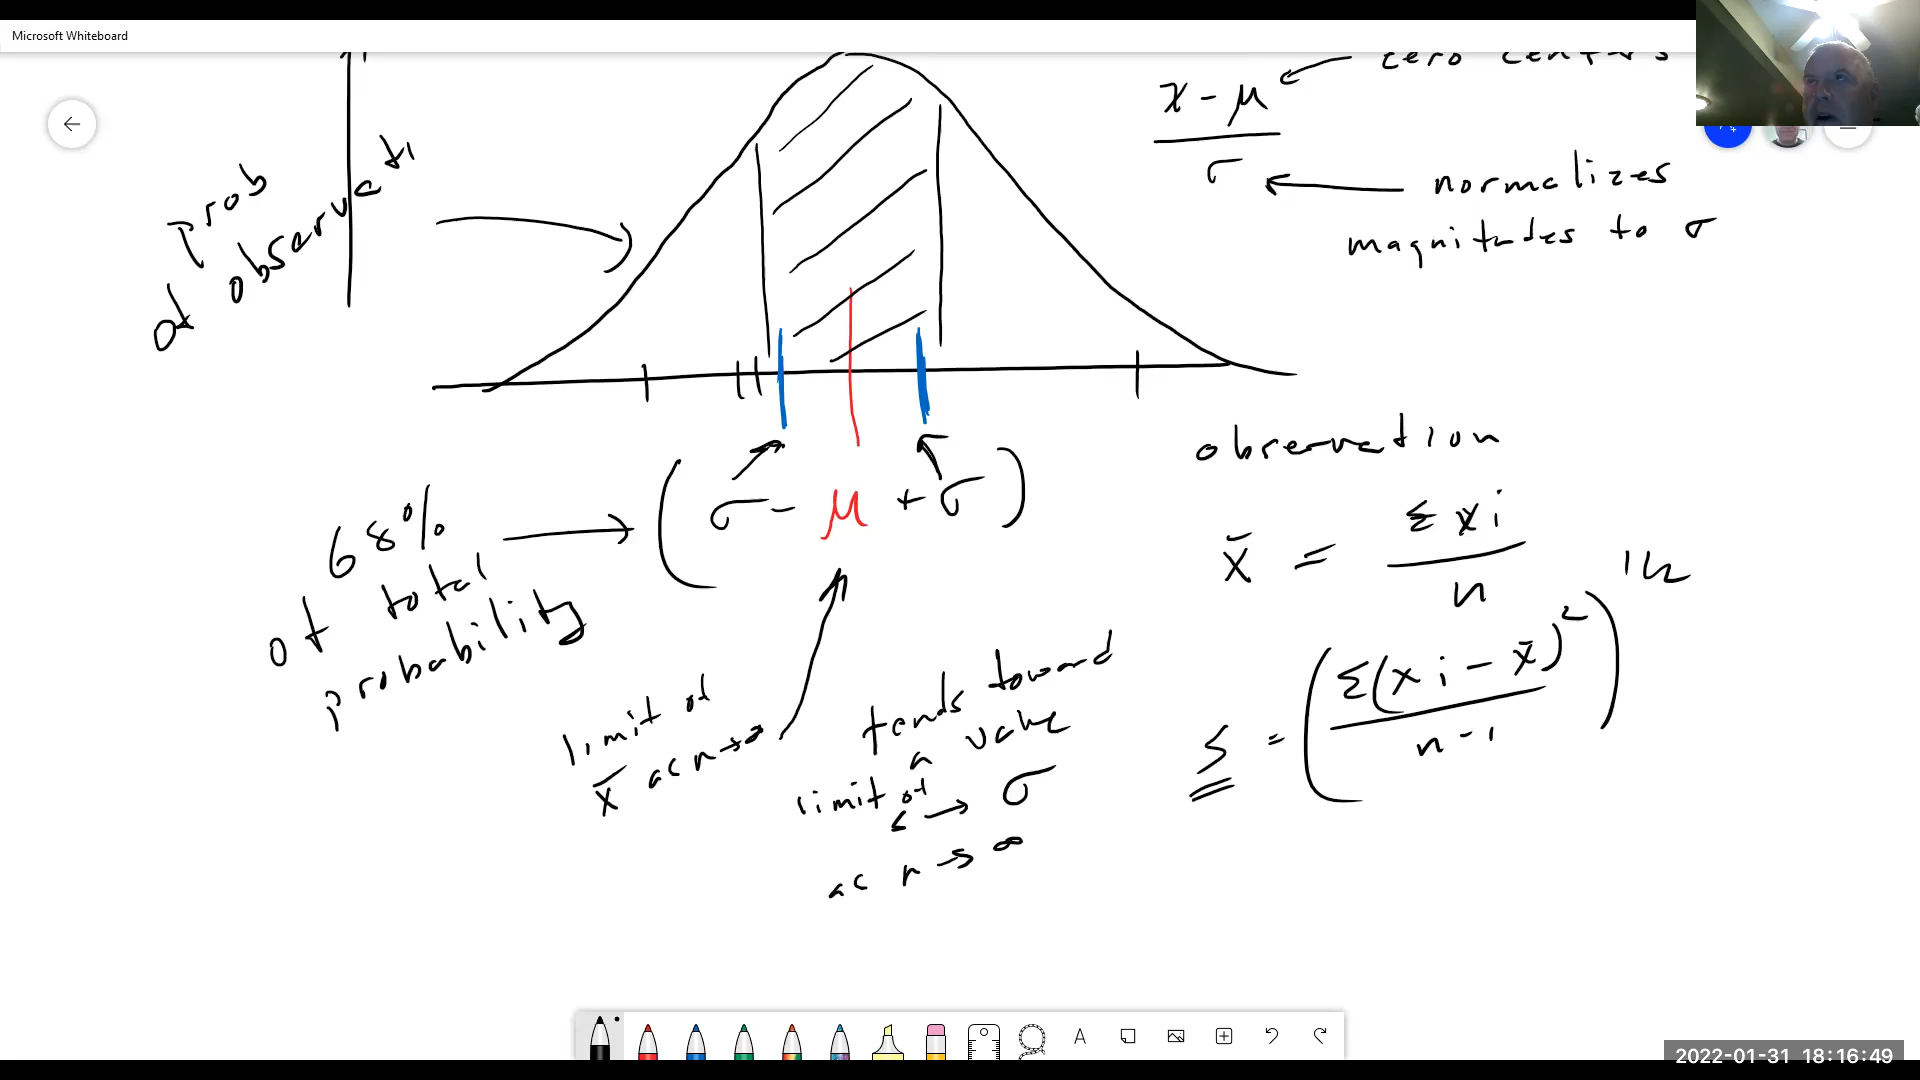 Microsoft Whiteboard
zero centers
x - μ
σ
normalizes
magnitudes to σ
prob
of observati
68%
of total
probability
(σ - μ + σ)
limit of
x̄ as n→∞
tends toward
a value
limit of
s → σ
as n → ∞
observation
x̄ = Σxi / n
s = (Σ(xi - x̄)² / n-1)^1/2
A
2022-01-31 18:16:49